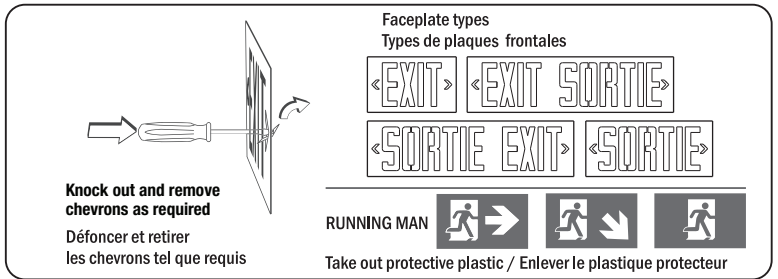 Faceplate types
Types de plaques frontales
‹EXIT› ‹EXIT SORTIE›
‹SORTIE EXIT› ‹SORTIE›
EXIT
Knock out and remove
chevrons as required
Défoncer et retirer
les chevrons tel que requis
RUNNING MAN
Take out protective plastic / Enlever le plastique protecteur